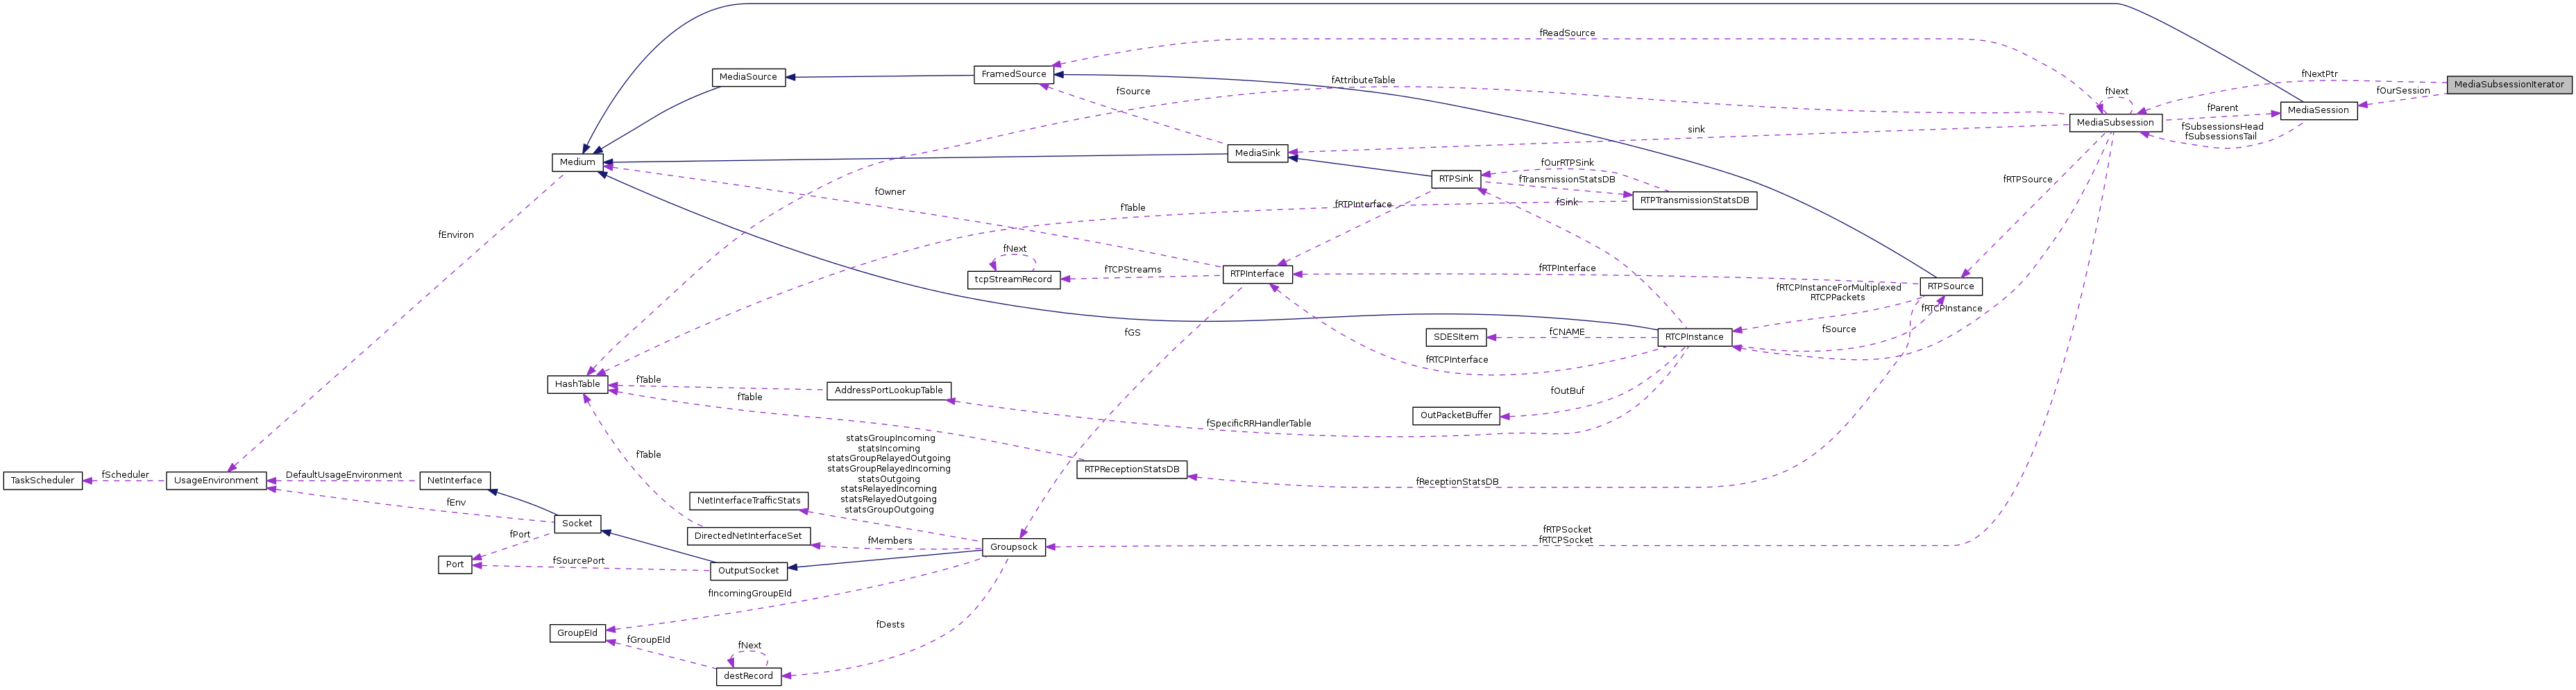 fReadSource
MediaSource
FramedSource
fAttributeTable
fNextPtr
MediaSubsessionIterator
fSource
fNext
fOurSession
fParent
MediaSession
MediaSubsession
fSubsessionsHead
fSubsessionsTail
sink
MediaSink
Medium
fOurRTPSink
RTPSink
fTransmissionStatsDB
fRTPSource
fOwner
RTPTransmissionStatsDB
fTable
fRTPInterface
fSink
fEnviron
fNext
fTCPStreams
tcpStreamRecord
RTPInterface
fRTPInterface
RTPSource
fRTCPInstanceForMultiplexed
RTCPPackets
fRTCPInstance
fGS
fSource
SDESItem
fCNAME
RTCPInstance
fRTCPInterface
HashTable
fTable
AddressPortLookupTable
fOutBuf
fTable
OutPacketBuffer
fSpecificRRHandlerTable
statsGroupIncoming
statsIncoming
statsGroupRelayedOutgoing
statsGroupRelayedIncoming
statsOutgoing
statsRelayedIncoming
statsRelayedOutgoing
statsGroupOutgoing
fTable
RTPReceptionStatsDB
fReceptionStatsDB
TaskScheduler
fScheduler
UsageEnvironment
DefaultUsageEnvironment
NetInterface
fEnv
NetInterfaceTrafficStats
Socket
fPort
DirectedNetInterfaceSet
fMembers
Groupsock
fRTPSocket
fRTCPSocket
Port
fSourcePort
OutputSocket
fIncomingGroupEId
GroupEId
fGroupEId
fDests
fNext
destRecord